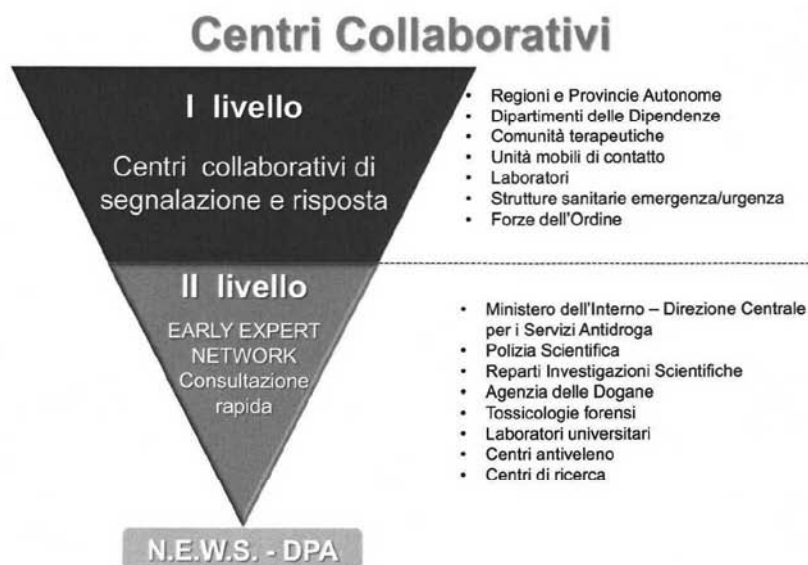 Centri Collaborativi
I livello
Centri collaborativi di
segnalazione e risposta
• Regioni e Provincie Autonome
• Dipartimenti delle Dipendenze
• Comunità terapeutiche
• Unità mobili di contatto
• Laboratori
• Strutture sanitarie emergenza/urgenza
• Forze dell'Ordine
II livello
EARLY EXPERT
NETWORK
Consultazione
rapida
• Ministero dell'Interno – Direzione Centrale
per i Servizi Antidroga
• Polizia Scientifica
• Reparti Investigazioni Scientifiche
• Agenzia delle Dogane
• Tossicologie forensi
• Laboratori universitari
• Centri antiveleno
• Centri di ricerca
N.E.W.S. - DPA